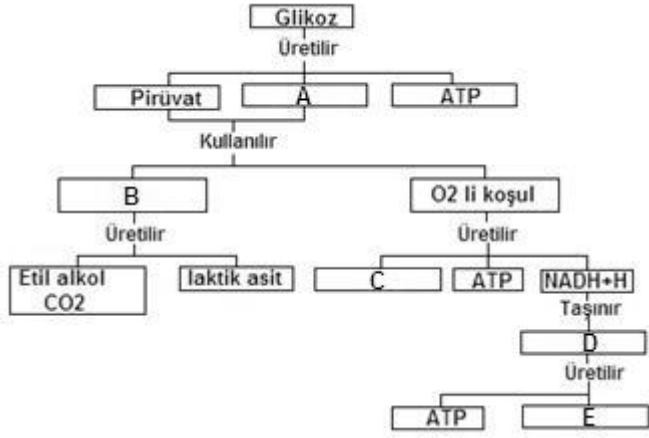 Glikoz
Üretilir
Pirüvat A ATP
Kullanılır
B O2 li koşul
Üretilir Üretilir
Etil alkol
CO2
laktik asit
C ATP NADH+H
Taşınır
D
Üretilir
ATP E